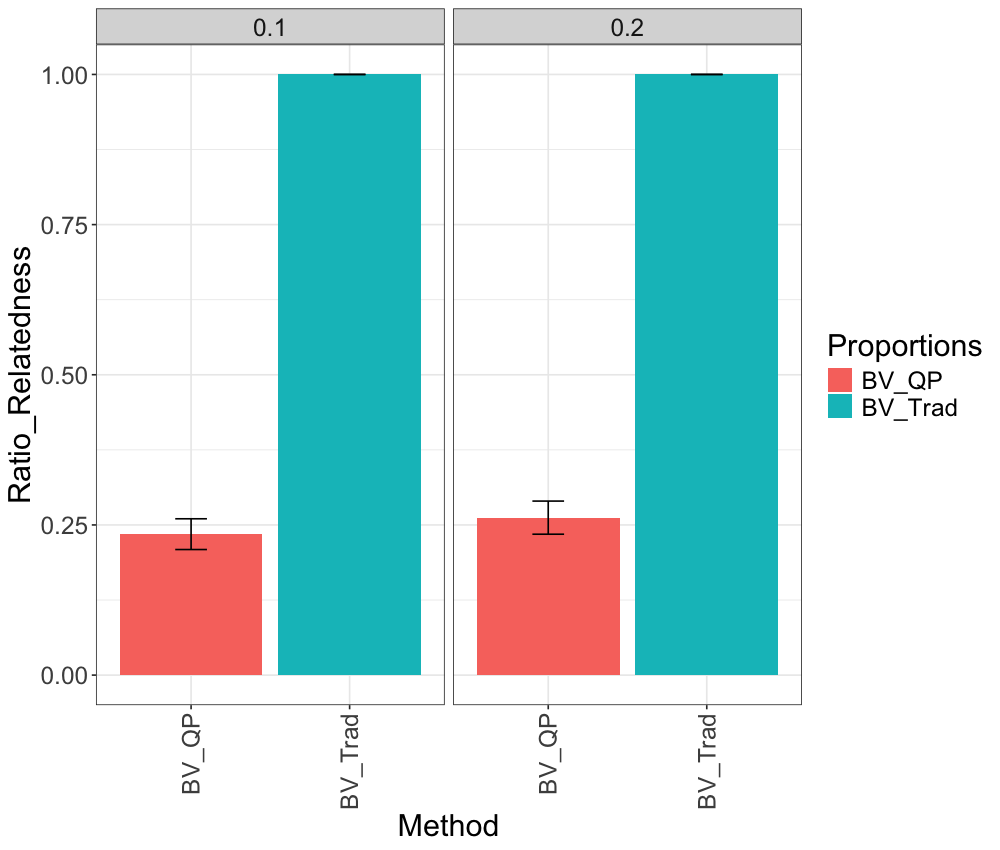 0.1
0.2
1.00
0.75
0.50
0.25
0.00
Ratio_Relatedness
BV_QP
BV_Trad
BV_QP
BV_Trad
Method
Proportions
BV_QP
BV_Trad